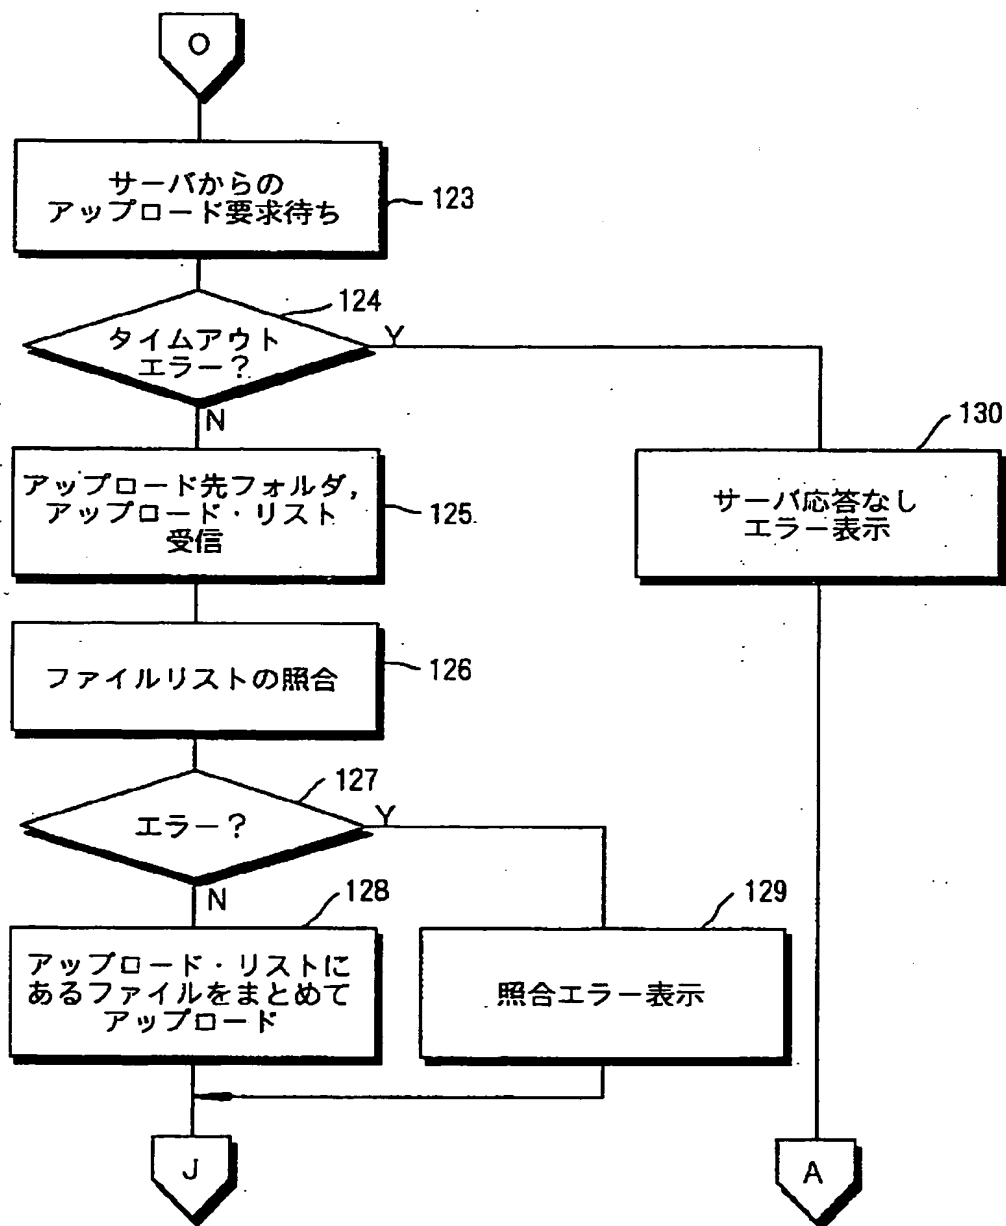 O
サーバからの
アップロード要求待ち
123
124
タイムアウト
エラー？
Y
N
130
アップロード先フォルダ,
アップロード・リスト
受信
125
サーバ応答なし
エラー表示
ファイルリストの照合
126
127
エラー？
Y
N
128
129
アップロード・リストに
あるファイルをまとめて
アップロード
照合エラー表示
J
A